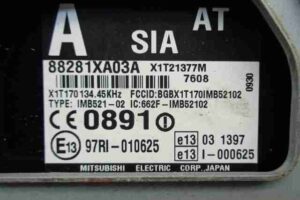 A SIA AT
88281XA03A X1T21377M
7608
0930
X1T170 134.45KHz FCCID:BGBX1T170IMB52102
TYPE: IMB521-02 IC:662F-IMB52102
CE 0891 !
E13 97RI-010625
e13 03 1397
e13 I-000625
MITSUBISHI ELECTRIC CORP.,JAPAN